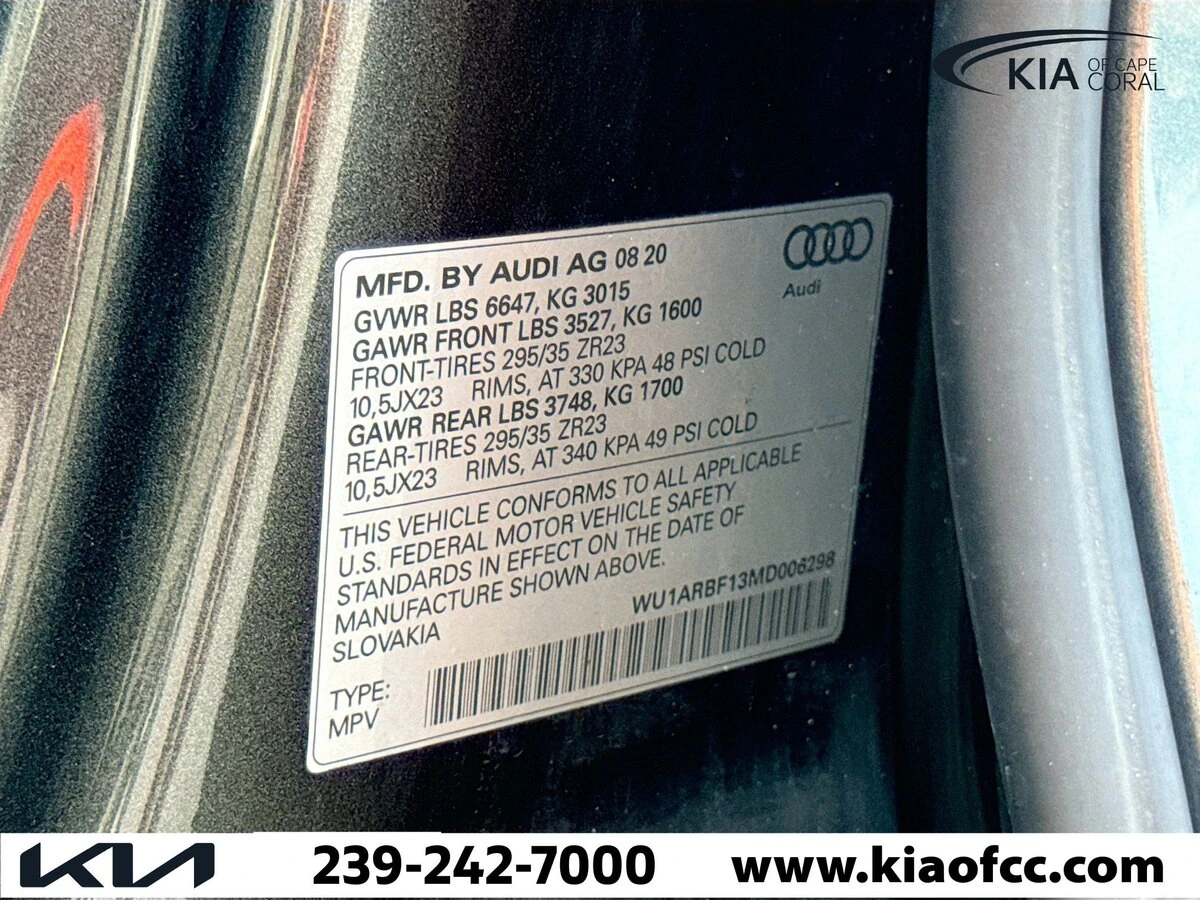 KIA OF CAPE CORAL
MFD. BY AUDI AG 08 20
Audi
GVWR LBS 6647, KG 3015
GAWR FRONT LBS 3527, KG 1600
FRONT-TIRES 295/35 ZR23
10,5JX23 RIMS, AT 330 KPA 48 PSI COLD
GAWR REAR LBS 3748, KG 1700
REAR-TIRES 295/35 ZR23
10,5JX23 RIMS, AT 340 KPA 49 PSI COLD
THIS VEHICLE CONFORMS TO ALL APPLICABLE
U.S. FEDERAL MOTOR VEHICLE SAFETY
STANDARDS IN EFFECT ON THE DATE OF
MANUFACTURE SHOWN ABOVE.
SLOVAKIA
WU1ARBF13MD006298
TYPE:
MPV
KIA 239-242-7000 www.kiaofcc.com